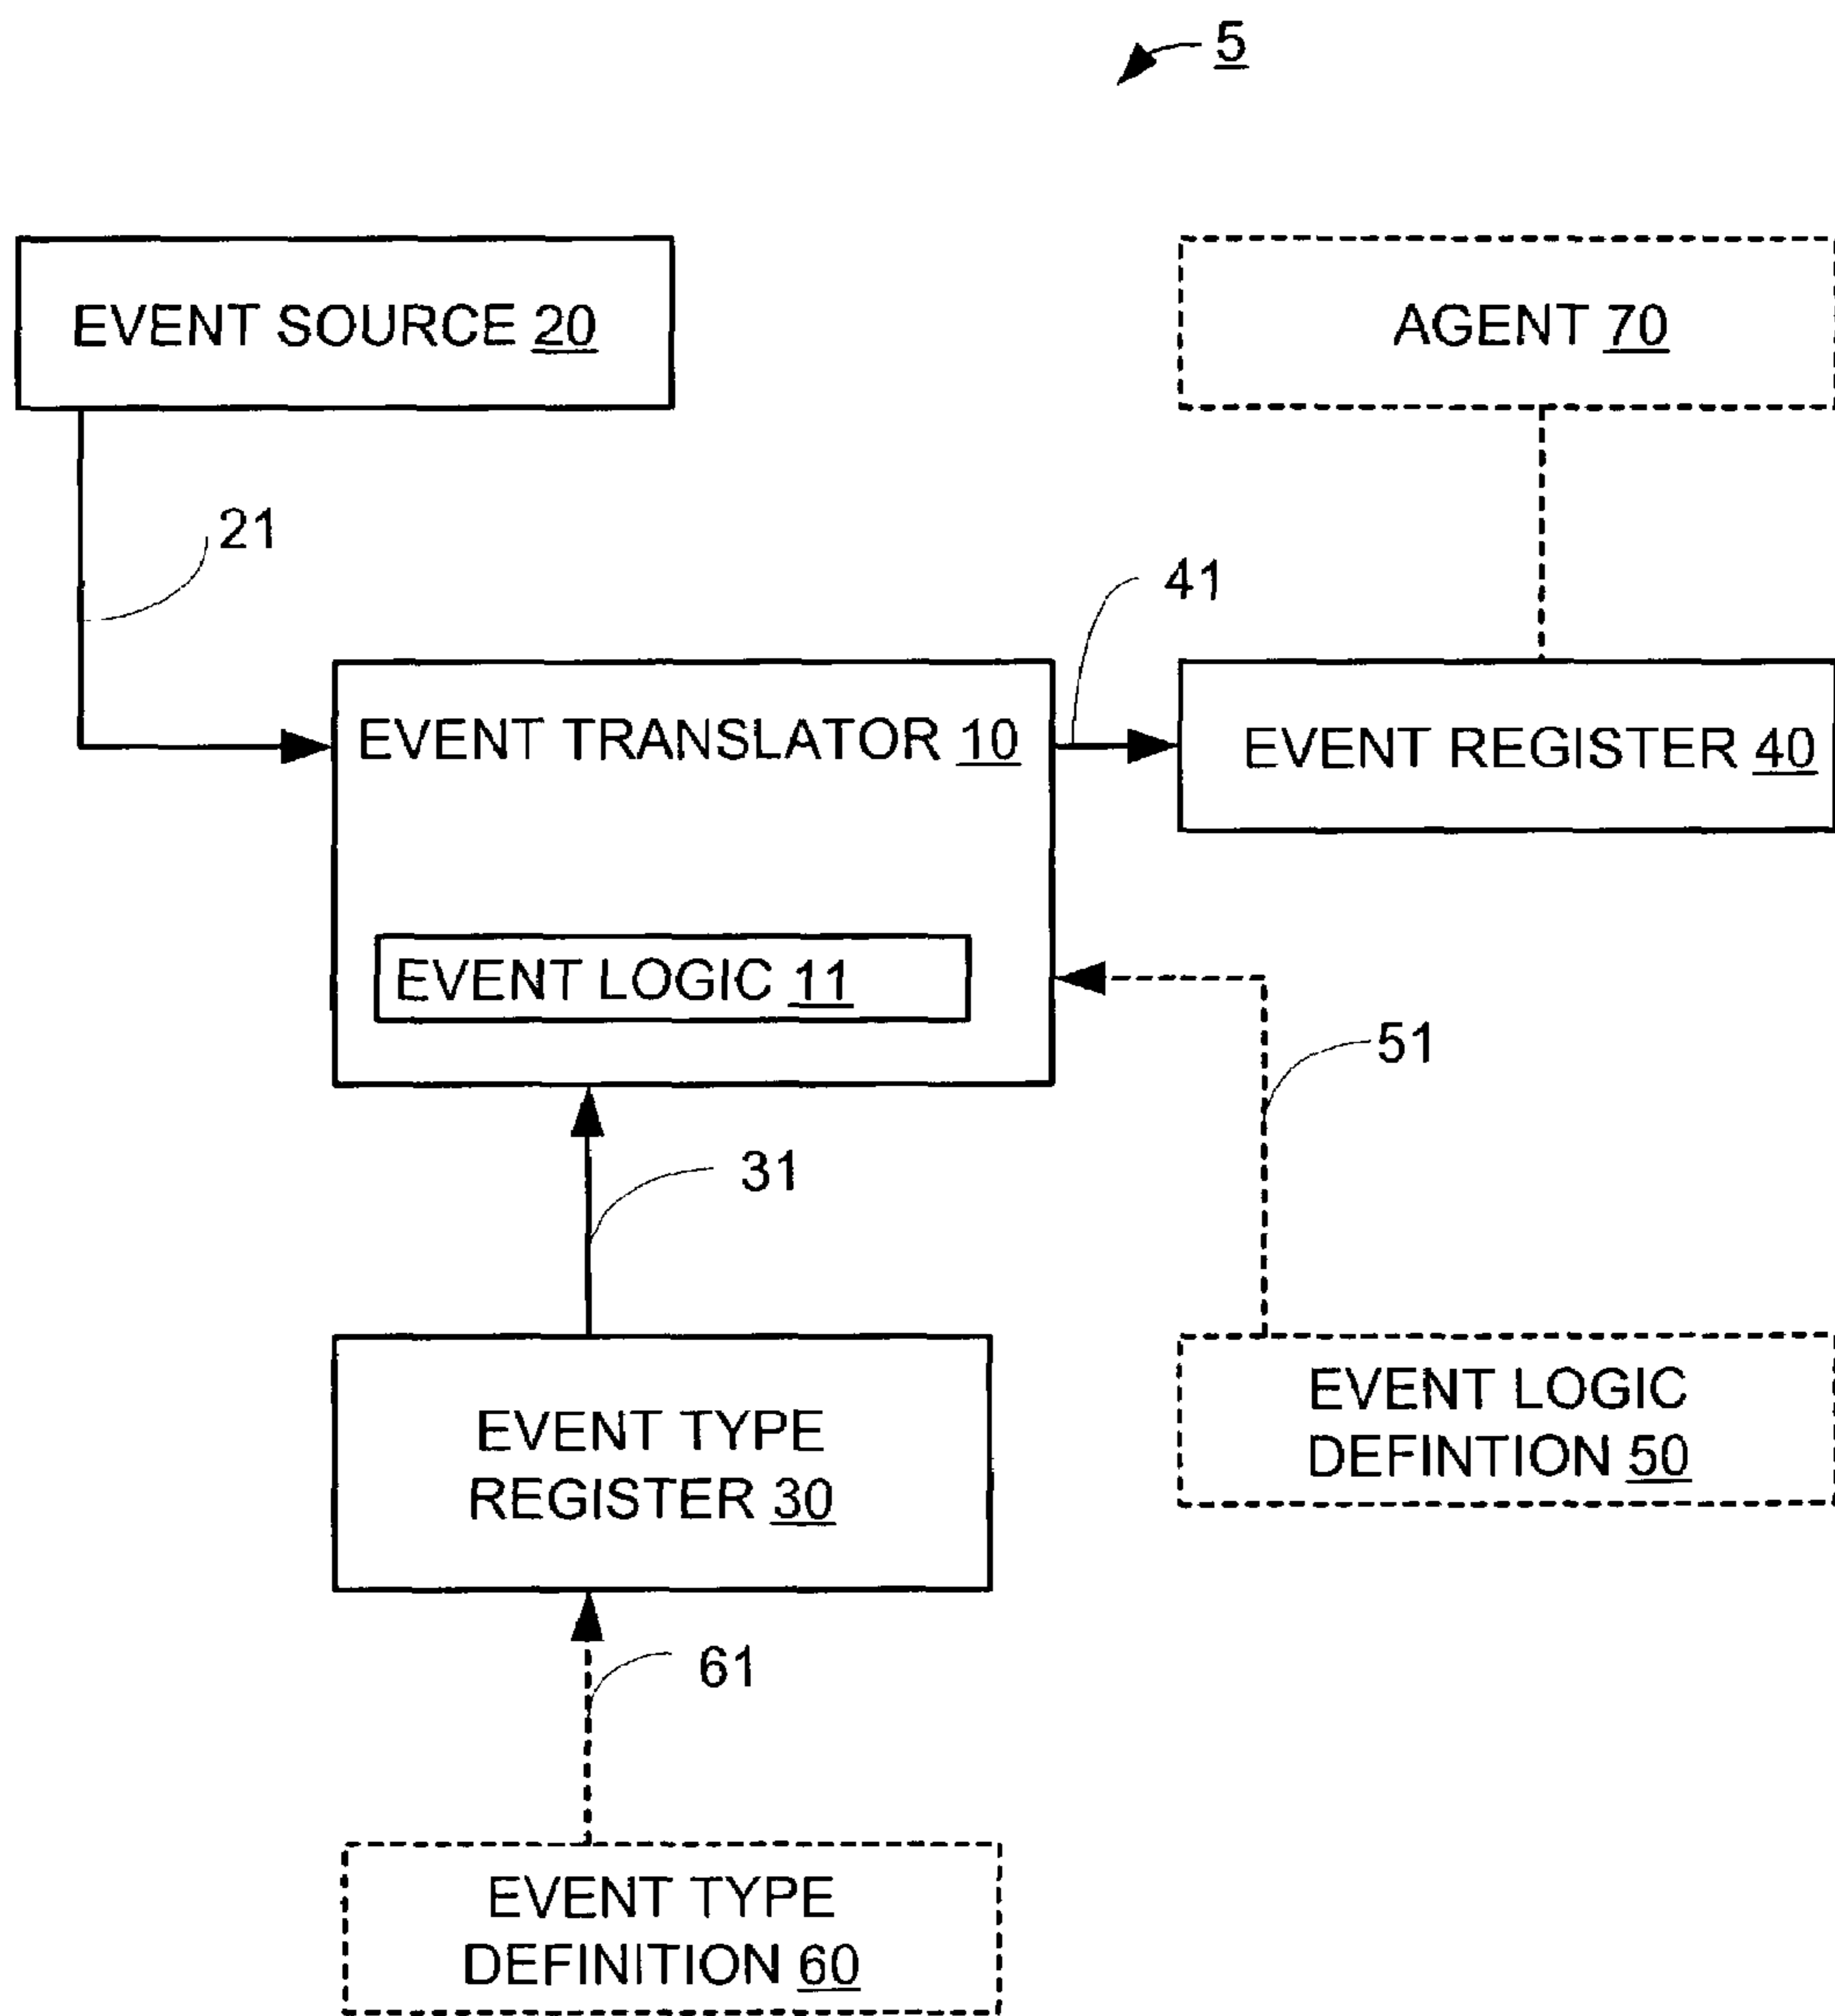 5
EVENT SOURCE 20
AGENT 70
21
41
EVENT TRANSLATOR 10
EVENT REGISTER 40
EVENT LOGIC 11
51
31
EVENT TYPE
REGISTER 30
EVENT LOGIC
DEFINTION 50
61
EVENT TYPE
DEFINITION 60